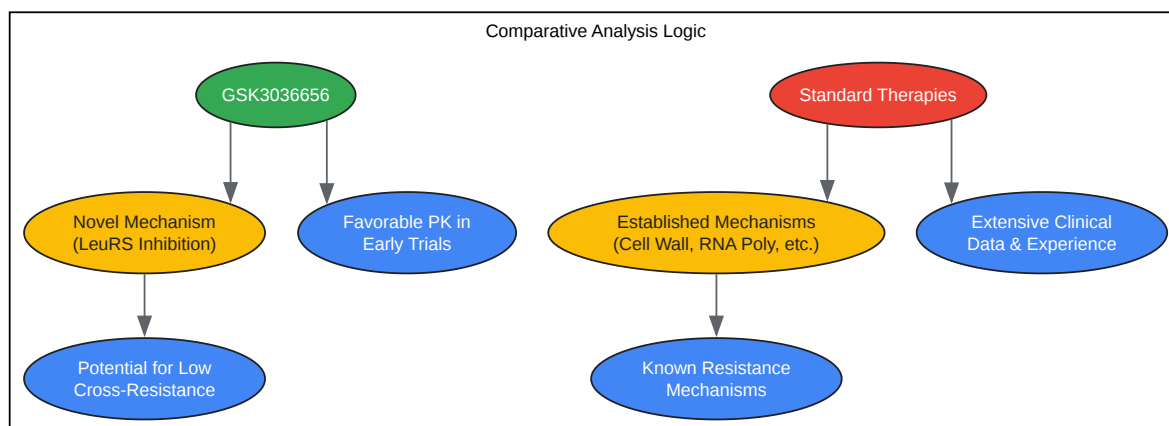 Comparative Analysis Logic
GSK3036656
Standard Therapies
Novel Mechanism
(LeuRS Inhibition)
Favorable PK in
Early Trials
Established Mechanisms
(Cell Wall, RNA Poly, etc.)
Extensive Clinical
Data & Experience
Potential for Low
Cross-Resistance
Known Resistance
Mechanisms